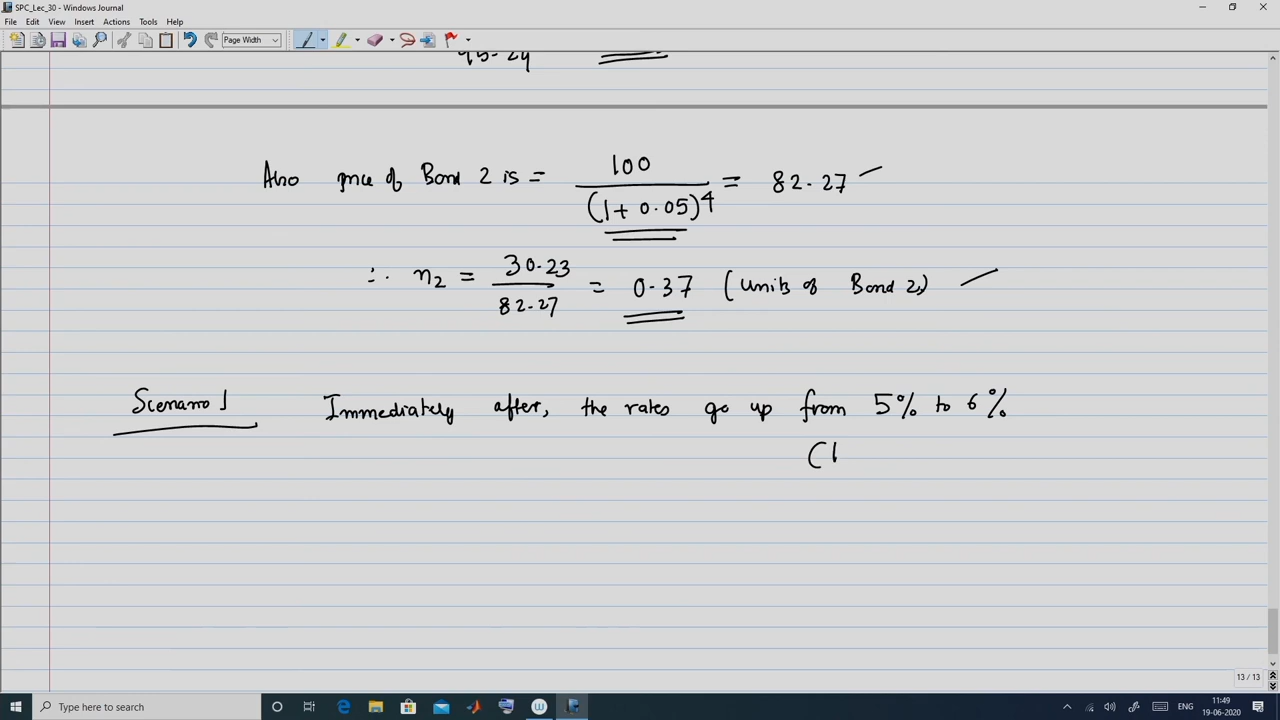 SPC_Lec_30 - Windows Journal
File Edit View Insert Actions Tools Help
Page Width
95.24
Also price of Bond 2 is = 100 / (1 + 0.05)^4 = 82.27
∴ n2 = 30.23 / 82.27 = 0.37 (Units of Bond 2)
Scenario 1 Immediately after, the rates go up from 5% to 6%
(1
13 / 13
Type here to search
ENG
11:49
19-06-2020